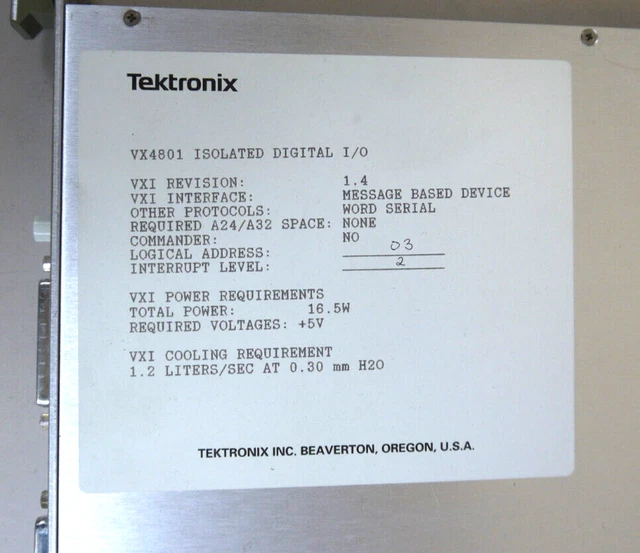 Tektronix
VX4801 ISOLATED DIGITAL I/O
VXI REVISION: 1.4
VXI INTERFACE: MESSAGE BASED DEVICE
OTHER PROTOCOLS: WORD SERIAL
REQUIRED A24/A32 SPACE: NONE
COMMANDER: NO
LOGICAL ADDRESS: 03
INTERRUPT LEVEL: 2
VXI POWER REQUIREMENTS
TOTAL POWER: 16.5W
REQUIRED VOLTAGES: +5V
VXI COOLING REQUIREMENT
1.2 LITERS/SEC AT 0.30 mm H2O
TEKTRONIX INC. BEAVERTON, OREGON, U.S.A.